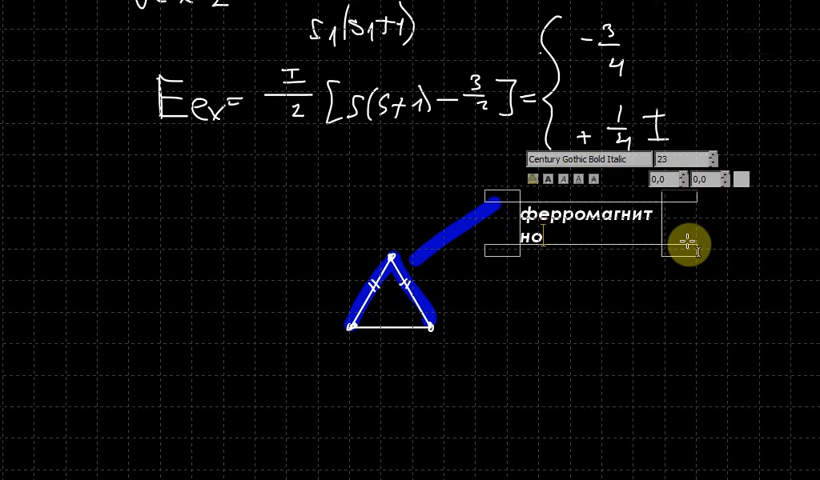 S₁(S₁+1)
-3/4
Eex= I/2 [S(S+1)-3/2]={
+1/4 I
Century Gothic Bold Italic 23
A A A A 0,0 0,0
ферромагнит
но